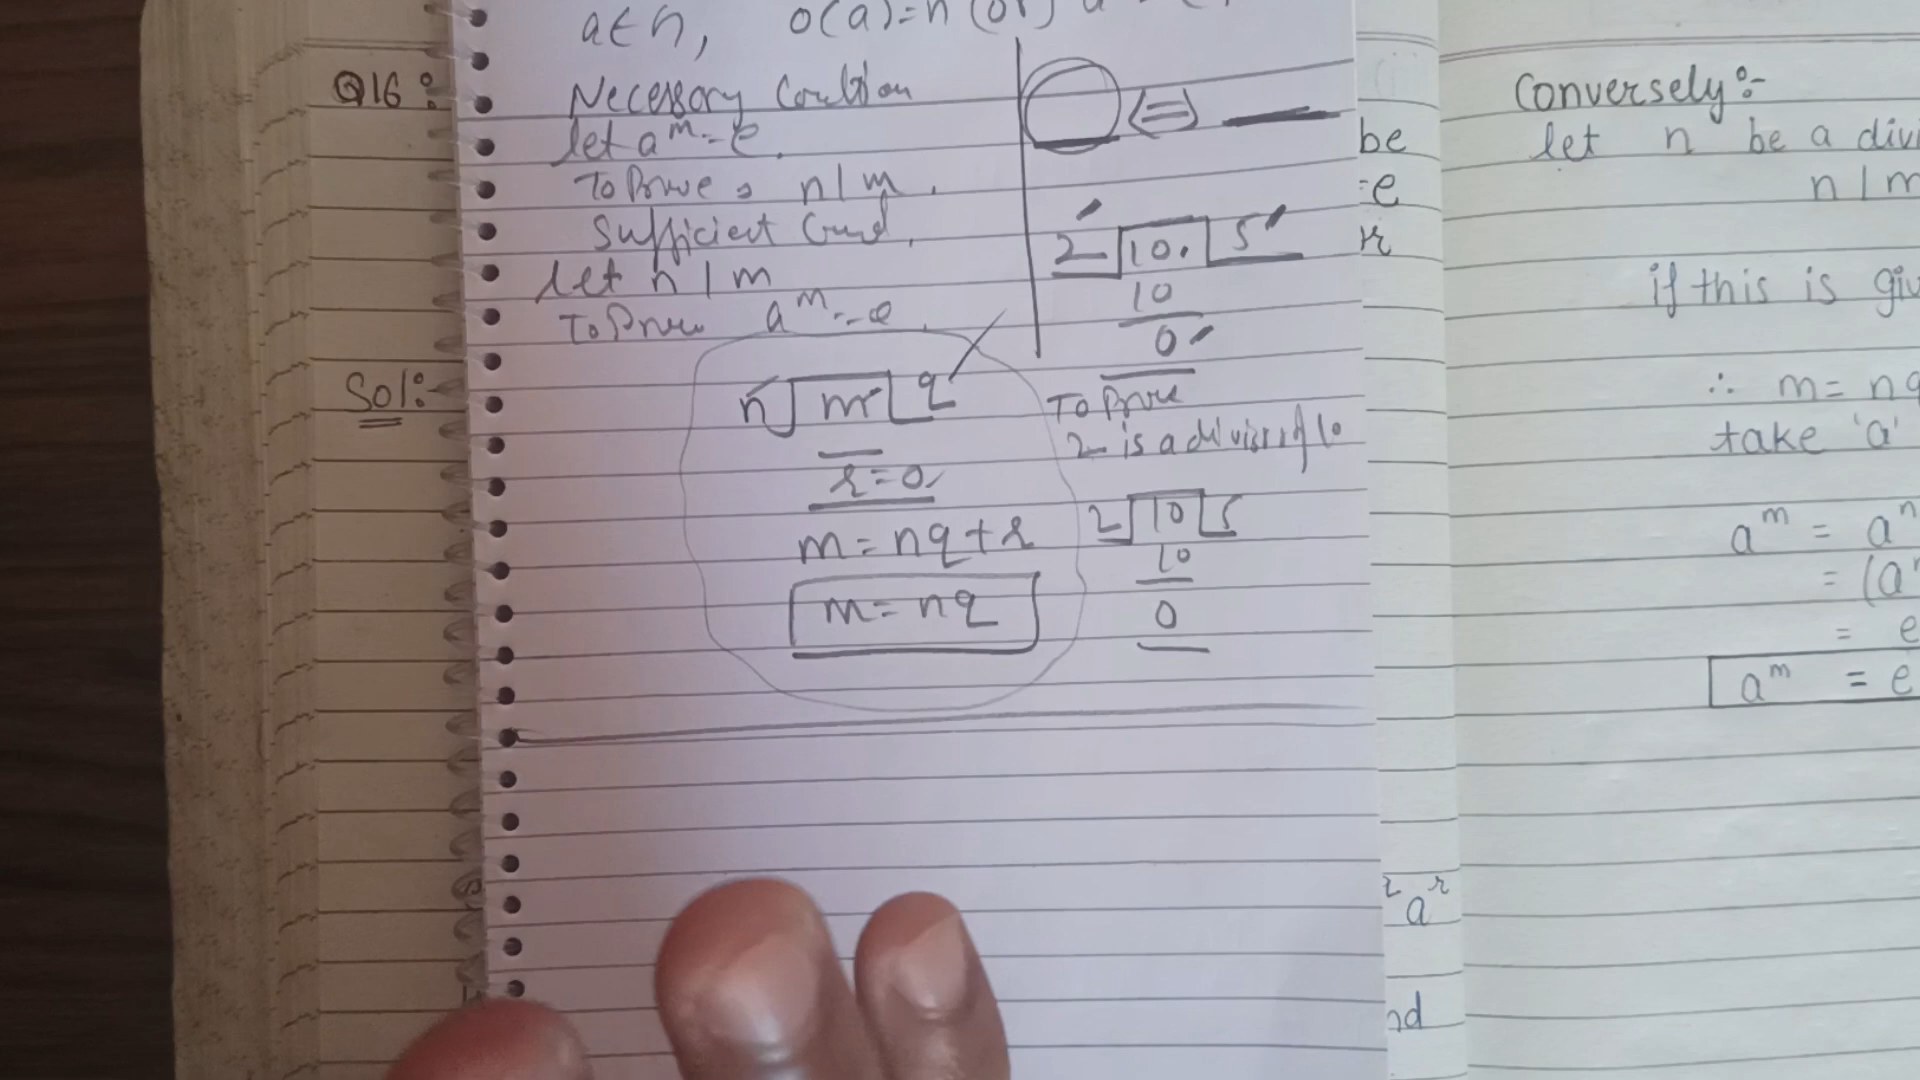 a ∈ G, o(a) = n (or)
Q16:
Necessary Condition
let a^m = e.
To Prove : n | m.
Sufficient Cond.
let n | m
To Prove a^m = e.
Sol:-
n ) m ( q
r = 0
m = nq + r
m = nq
(=)
2 ) 10 ( 5
10
0
To Prove
2 is a divisor of 10
2 ) 10 ( 5
10
0
be
=e
r
a^r
nd
Conversely:-
let n be a
n | m
if this is
∴ m = nq
take 'a'
a^m = a^n
= (a^n
= e
a^m = e